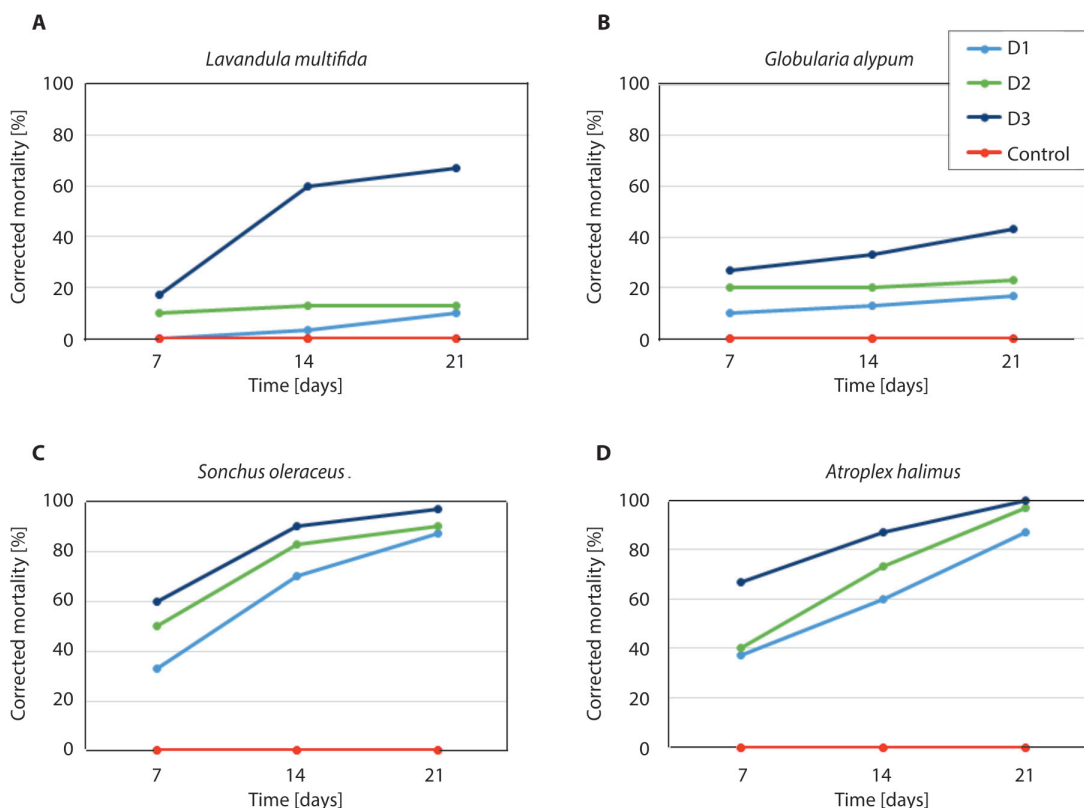 A
Lavandula multifida
100
80
60
40
20
0
Corrected mortality [%]
7 14 21
Time [days]
B
Globularia alypum
100
80
60
40
20
0
Corrected mortality [%]
7 14 21
Time [days]
D1
D2
D3
Control
C
Sonchus oleraceus .
100
80
60
40
20
0
Corrected mortality [%]
7 14 21
Time [days]
D
Atroplex halimus
100
80
60
40
20
0
Corrected mortality [%]
7 14 21
Time [days]